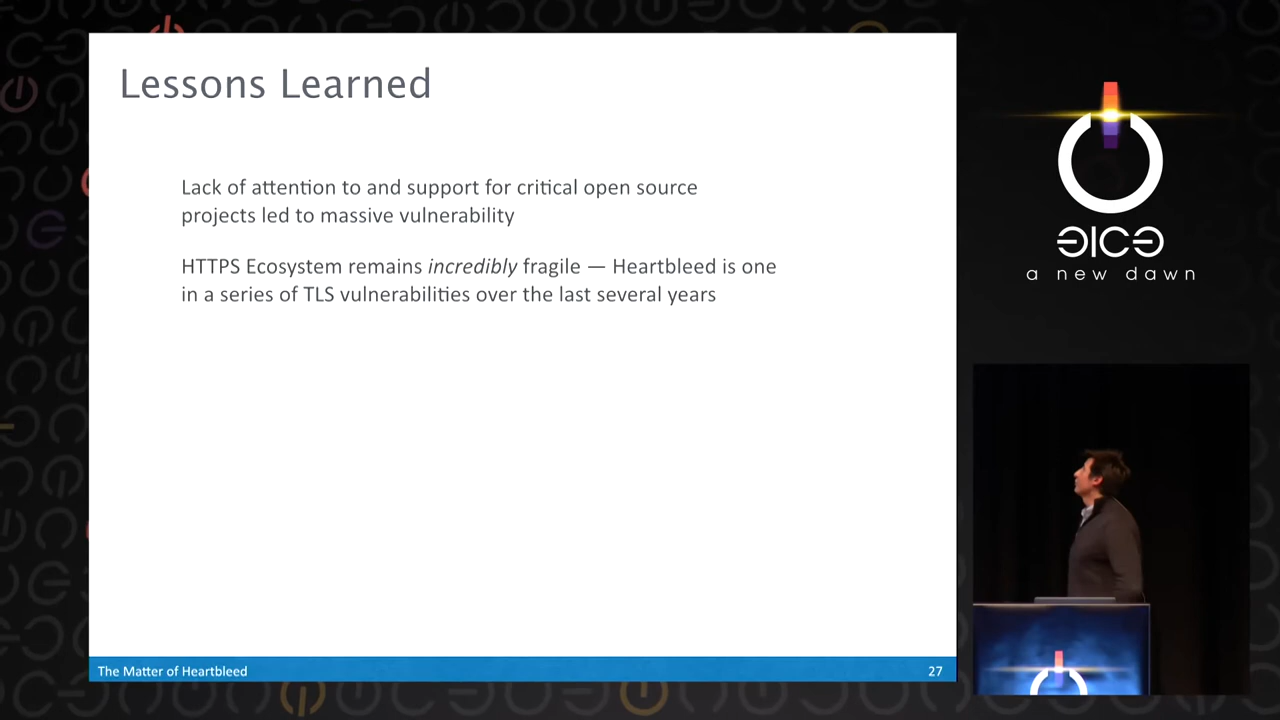 Lessons Learned
Lack of attention to and support for critical open source
projects led to massive vulnerability
HTTPS Ecosystem remains incredibly fragile — Heartbleed is one
in a series of TLS vulnerabilities over the last several years
The Matter of Heartbleed
27
a new dawn